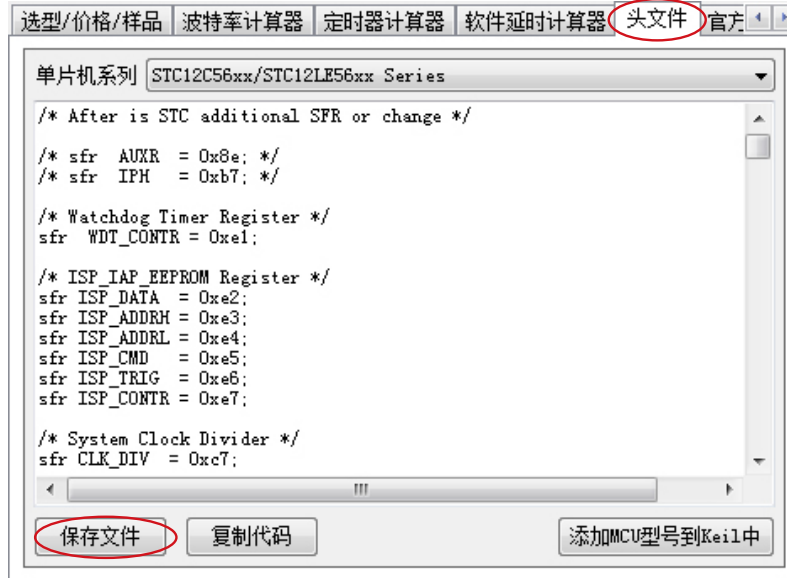 选型/价格/样品 波特率计算器 定时器计算器 软件延时计算器 头文件 官方
单片机系列 STC12C56xx/STC12LE56xx Series
/* After is STC additional SFR or change */
/* sfr  AUXR  = 0x8e; */
/* sfr  IPH   = 0xb7; */
/* Watchdog Timer Register */
sfr  WDT_CONTR = 0xe1;
/* ISP_IAP_EEPROM Register */
sfr ISP_DATA  = 0xe2;
sfr ISP_ADDRH = 0xe3;
sfr ISP_ADDRL = 0xe4;
sfr ISP_CMD   = 0xe5;
sfr ISP_TRIG  = 0xe6;
sfr ISP_CONTR = 0xe7;
/* System Clock Divider */
sfr CLK_DIV  = 0xc7;
保存文件 复制代码 添加MCU型号到Keil中